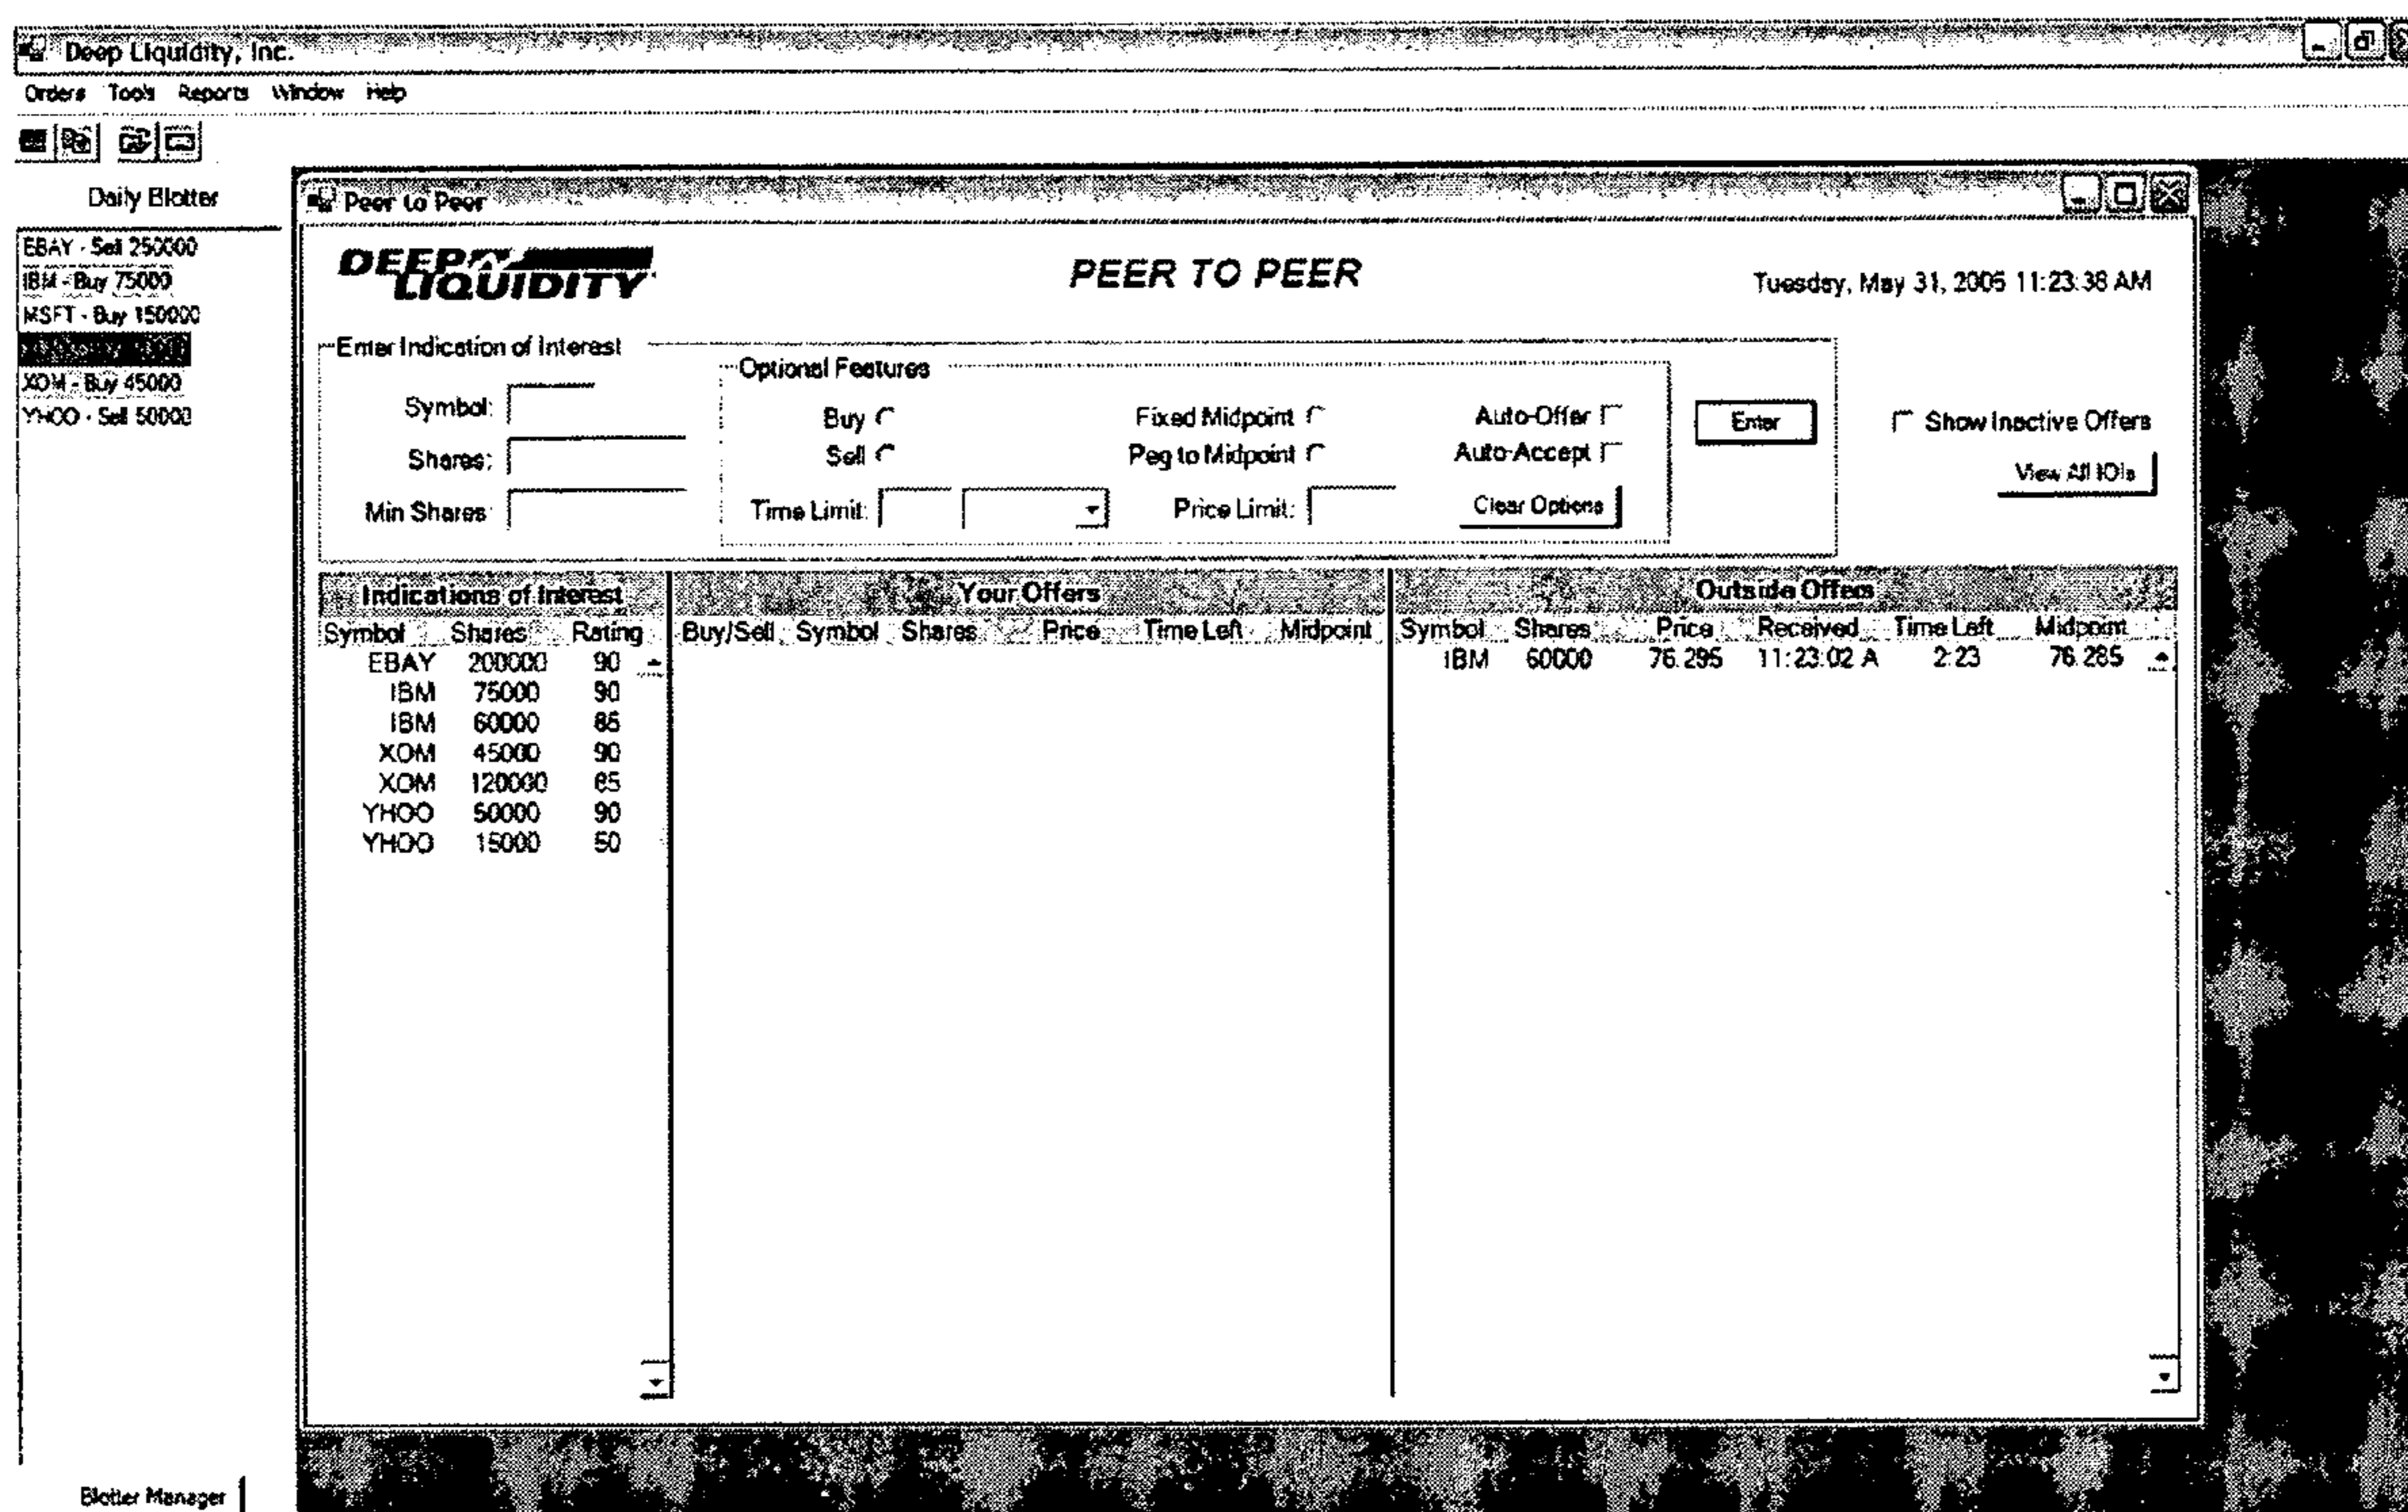 Deep Liquidity, Inc.
Orders Tools Reports Window Help
Daily Blotter
EBAY - Sell 250000
IBM - Buy 75000
MSFT - Buy 150000
XOM - Buy 45000
YHOO - Sell 50000
Blotter Manager
Peer to Peer
DEEP LIQUIDITY
PEER TO PEER
Tuesday, May 31, 2005 11:23:38 AM
Enter Indication of Interest
Symbol:
Shares:
Min Shares:
Optional Features
Buy Fixed Midpoint Auto-Offer
Sell Peg to Midpoint Auto-Accept
Time Limit: Price Limit: Clear Options
Enter
Show Inactive Offers
View All IOIs
Indications of Interest
Symbol Shares Rating
EBAY 200000 90
IBM 75000 90
IBM 60000 85
XOM 45000 90
XOM 120000 85
YHOO 50000 90
YHOO 15000 50
Your Offers
Buy/Sell Symbol Shares Price Time Left Midpoint
Outside Offers
Symbol Shares Price Received Time Left Midpoint
IBM 60000 76.295 11:23:02 A 2:23 76.285